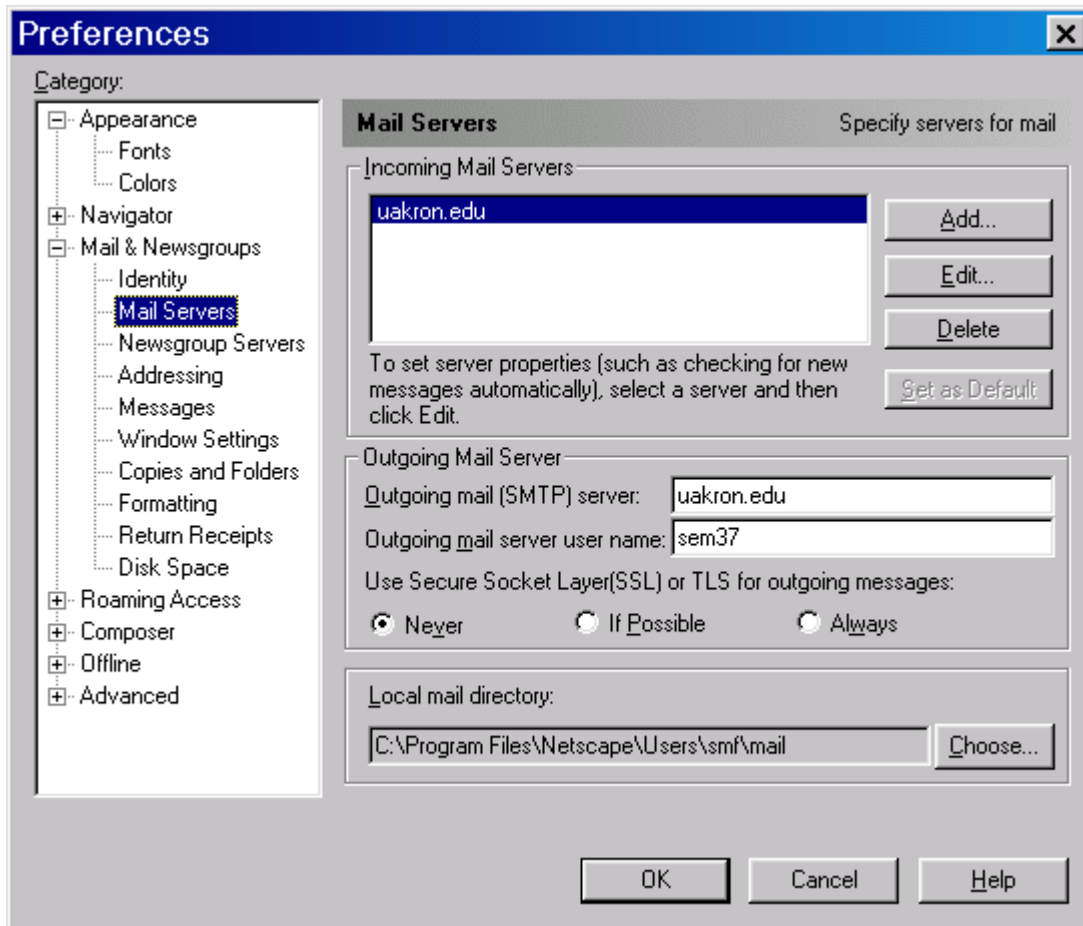 Preferences
Category:
Appearance
Fonts
Colors
Navigator
Mail & Newsgroups
Identity
Mail Servers
Newsgroup Servers
Addressing
Messages
Window Settings
Copies and Folders
Formatting
Return Receipts
Disk Space
Roaming Access
Composer
Offline
Advanced
Mail Servers Specify servers for mail
Incoming Mail Servers
uakron.edu
Add...
Edit...
Delete
Set as Default
To set server properties (such as checking for new
messages automatically), select a server and then
click Edit.
Outgoing Mail Server
Outgoing mail (SMTP) server: uakron.edu
Outgoing mail server user name: sem37
Use Secure Socket Layer(SSL) or TLS for outgoing messages:
Never If Possible Always
Local mail directory:
C:\Program Files\Netscape\Users\smf\mail Choose...
OK Cancel Help